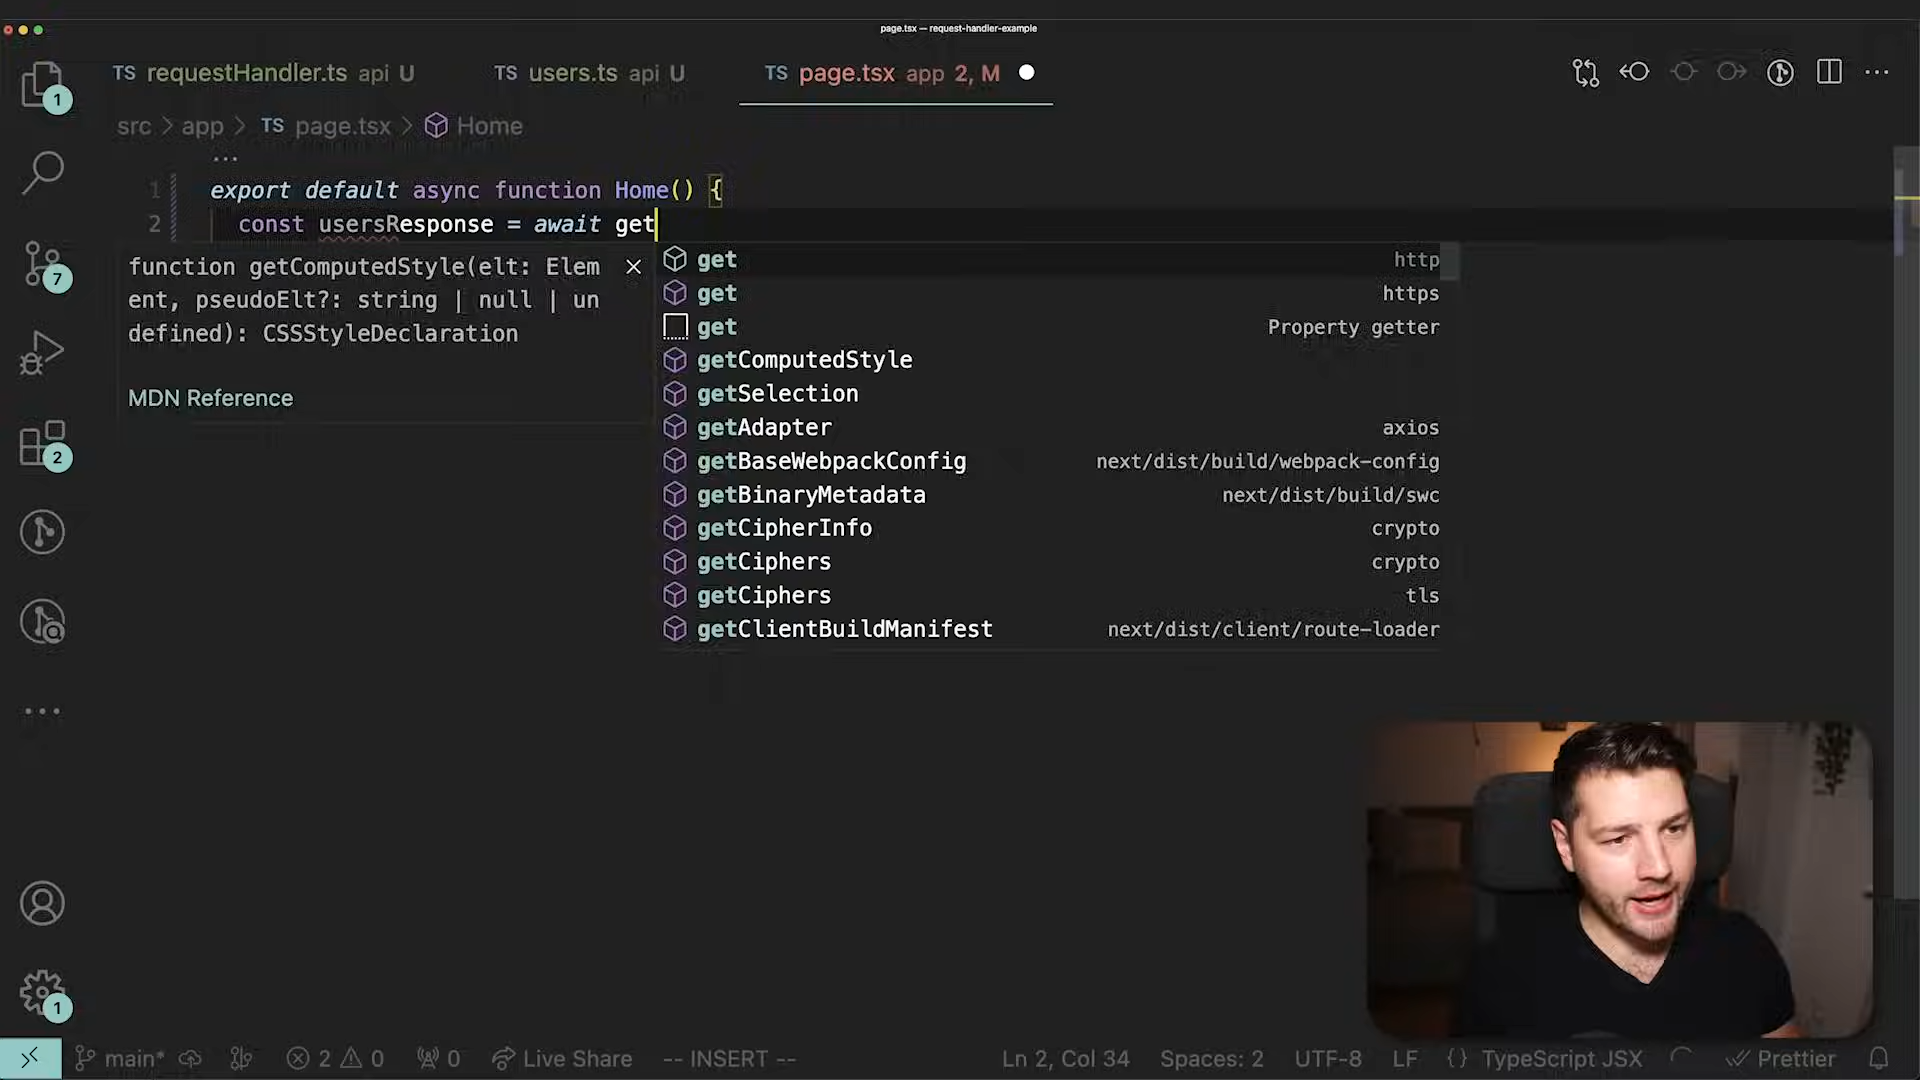 page.tsx — request-handler-example
TS requestHandler.ts api U
TS users.ts api U
TS page.tsx app 2, M
src > app > TS page.tsx > Home
...
1 export default async function Home() {
2 const usersResponse = await get
function getComputedStyle(elt: Elem
ent, pseudoElt?: string | null | un
defined): CSSStyleDeclaration
MDN Reference
get http
get https
get Property getter
getComputedStyle
getSelection
getAdapter axios
getBaseWebpackConfig next/dist/build/webpack-config
getBinaryMetadata next/dist/build/swc
getCipherInfo crypto
getCiphers crypto
getCiphers tls
getClientBuildManifest next/dist/client/route-loader
1
7
2
1
main* 2 0 0 Live Share -- INSERT -- Ln 2, Col 34 Spaces: 2 UTF-8 LF {} TypeScript JSX Prettier